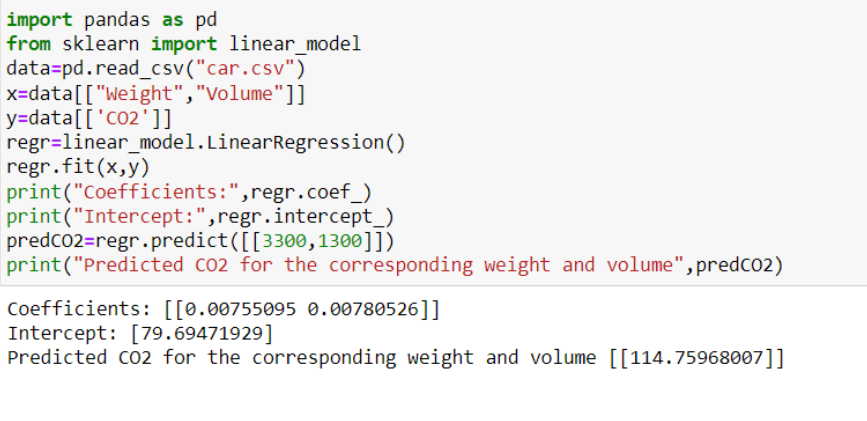 import pandas as pd
from sklearn import linear_model
data=pd.read_csv("car.csv")
x=data[["Weight","Volume"]]
y=data[['CO2']]
regr=linear_model.LinearRegression()
regr.fit(x,y)
print("Coefficients:",regr.coef_)
print("Intercept:",regr.intercept_)
predCO2=regr.predict([[3300,1300]])
print("Predicted CO2 for the corresponding weight and volume",predCO2)
Coefficients: [[0.00755095 0.00780526]]
Intercept: [79.69471929]
Predicted CO2 for the corresponding weight and volume [[114.75968007]]